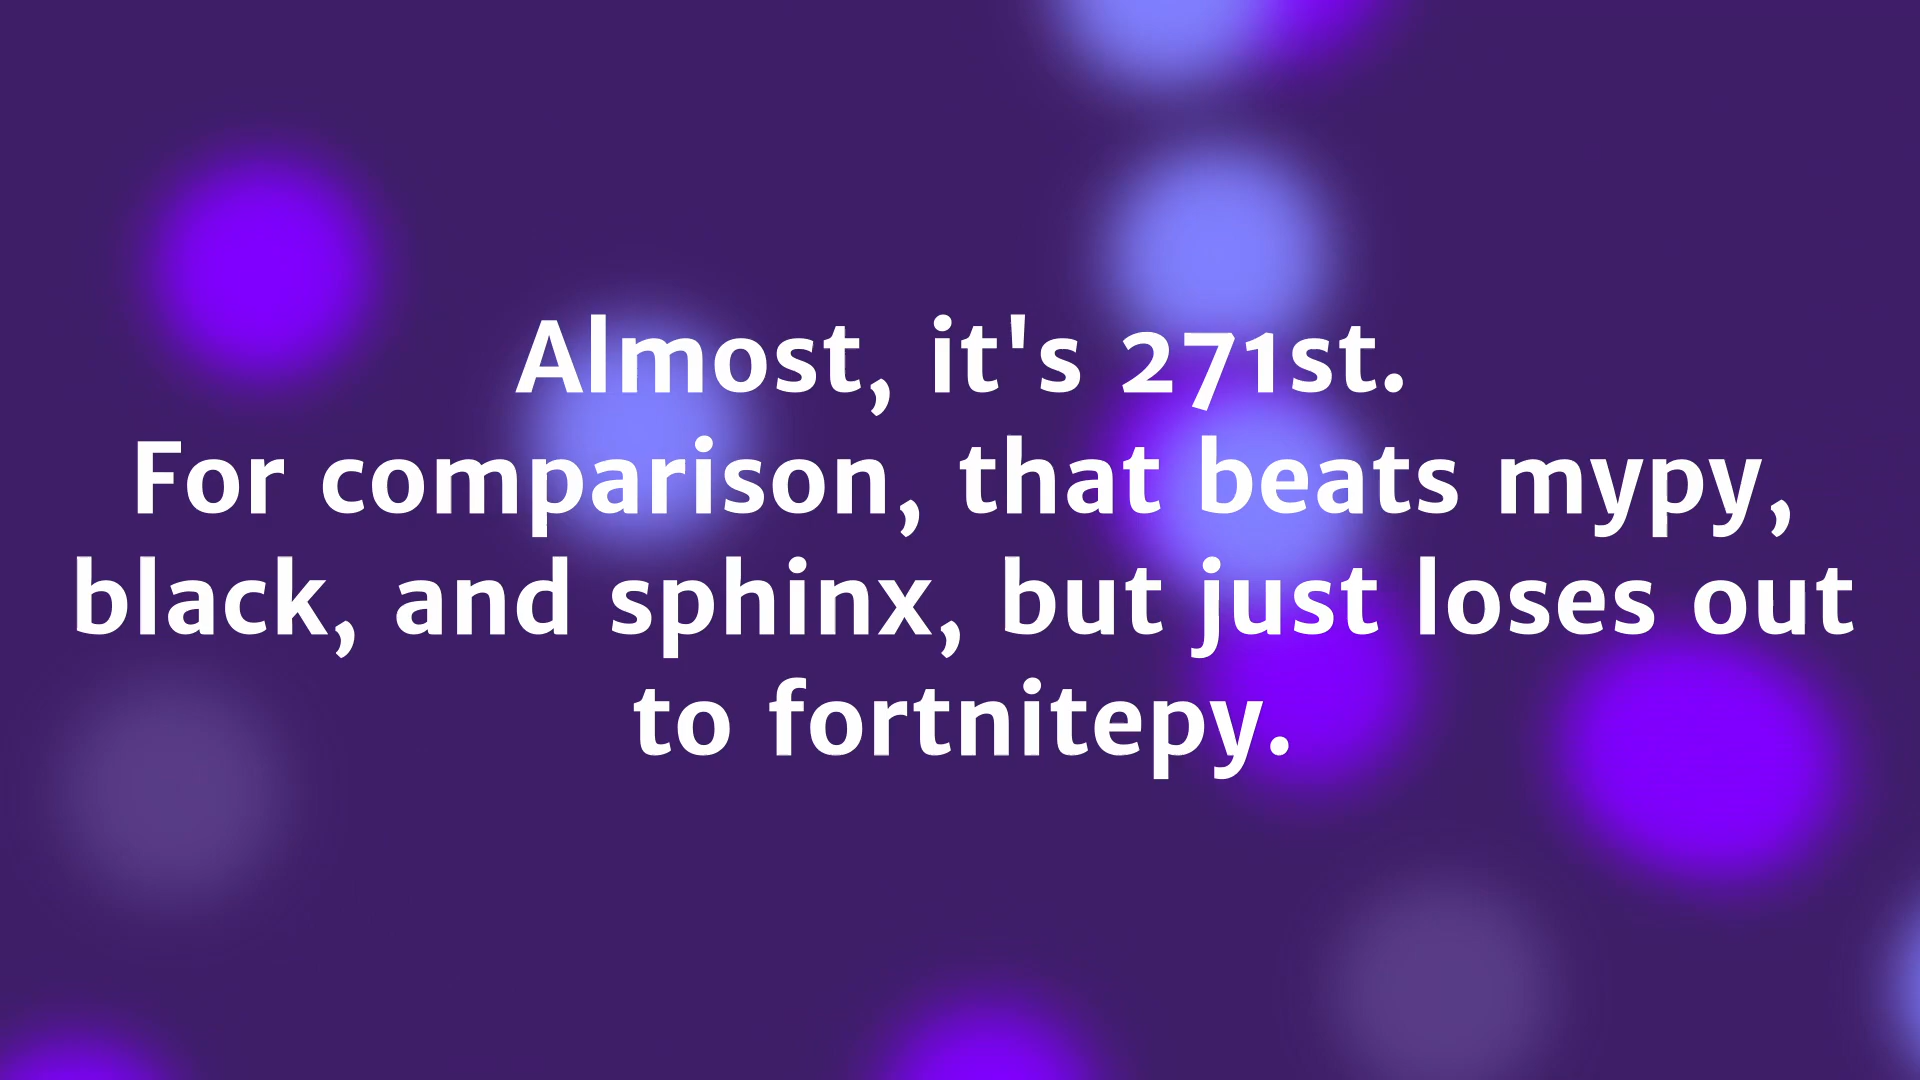 Almost, it's 271st.
For comparison, that beats mypy,
black, and sphinx, but just loses out
to fortnitepy.